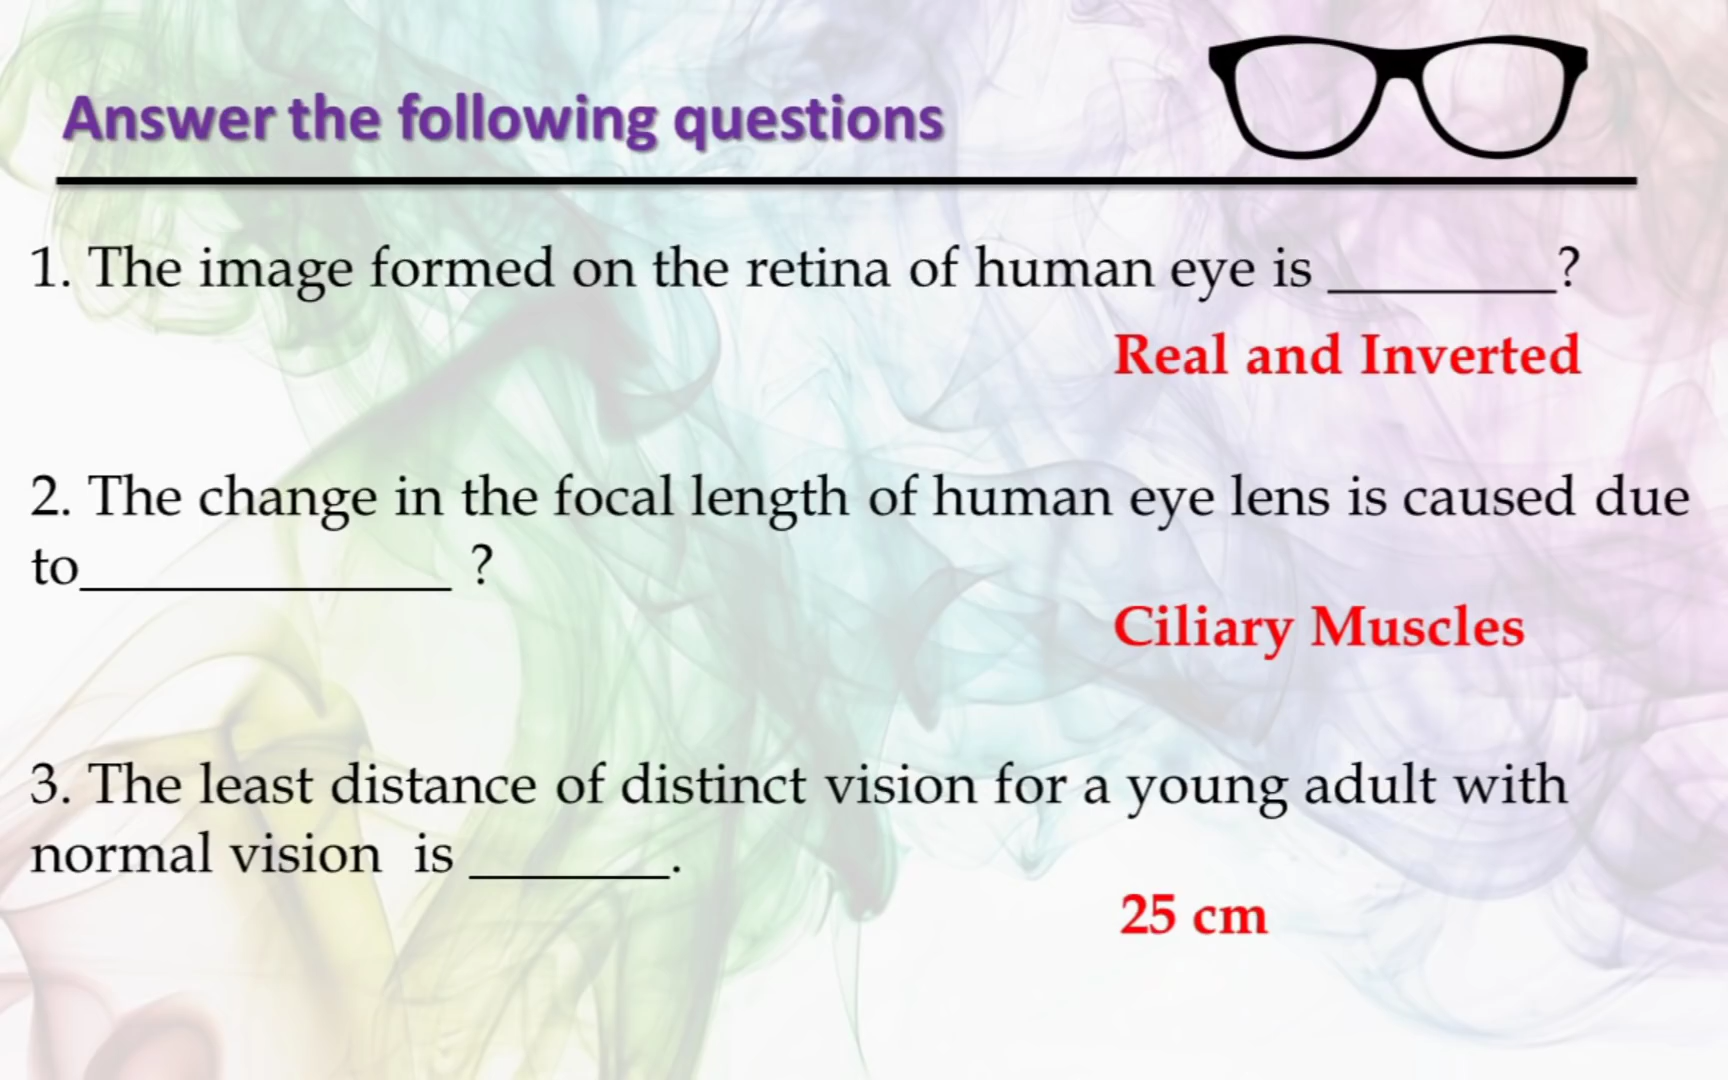 Answer the following questions
1. The image formed on the retina of human eye is ________?
Real and Inverted
2. The change in the focal length of human eye lens is caused due
to_____________ ?
Ciliary Muscles
3. The least distance of distinct vision for a young adult with
normal vision  is _______.
25 cm